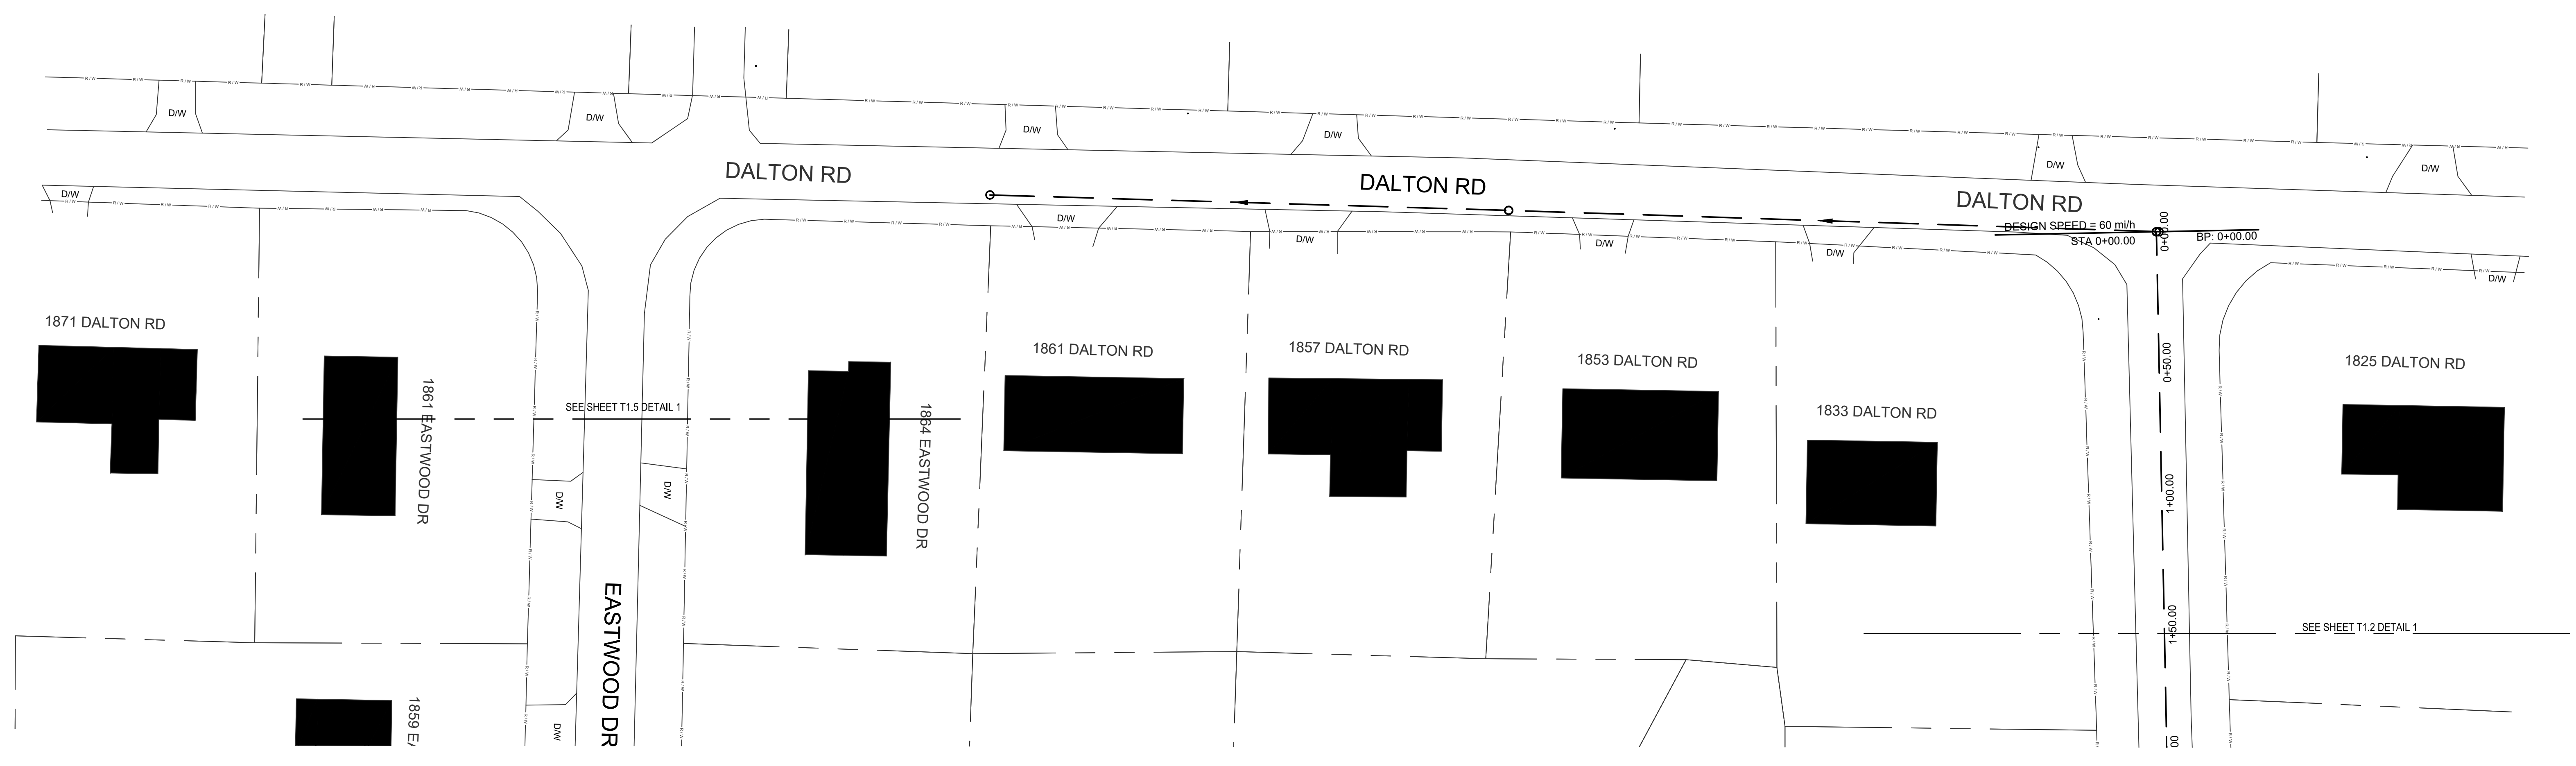 D/W
D/W
D/W
D/W
D/W
D/W
DALTON RD
DALTON RD
DALTON RD
D/W
D/W
D/W
D/W
D/W
D/W
DESIGN SPEED = 60 mi/h
STA 0+00.00
0+00.00
BP: 0+00.00
1871 DALTON RD
1861 EASTWOOD DR
SEE SHEET T1.5 DETAIL 1
1864 EASTWOOD DR
1861 DALTON RD
1857 DALTON RD
1853 DALTON RD
1833 DALTON RD
0+50.00
1825 DALTON RD
D/W
D/W
1+00.00
EASTWOOD DR
1+50.00
SEE SHEET T1.2 DETAIL 1
1859 EA
D/W
00